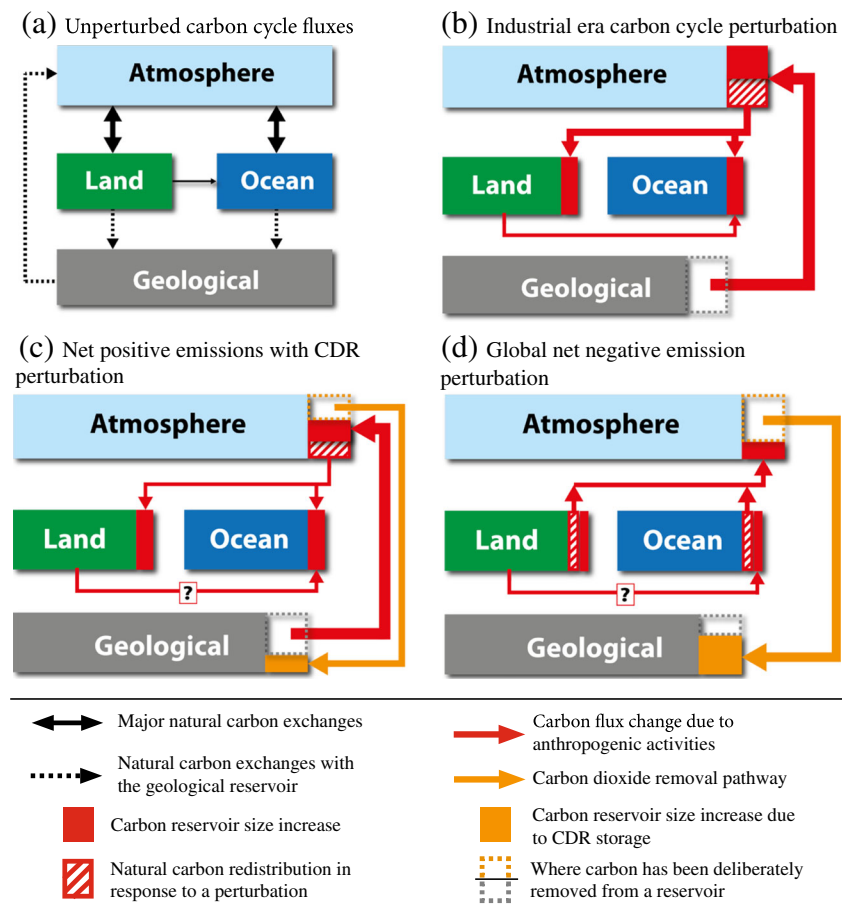 (a) Unperturbed carbon cycle fluxes
Atmosphere
Land
Ocean
Geological
(b) Industrial era carbon cycle perturbation
Atmosphere
Land
Ocean
Geological
(c) Net positive emissions with CDR
perturbation
Atmosphere
Land
Ocean
?
Geological
(d) Global net negative emission
perturbation
Atmosphere
Land
Ocean
?
Geological
Major natural carbon exchanges
Natural carbon exchanges with
the geological reservoir
Carbon reservoir size increase
Natural carbon redistribution in
response to a perturbation
Carbon flux change due to
anthropogenic activities
Carbon dioxide removal pathway
Carbon reservoir size increase due
to CDR storage
Where carbon has been deliberately
removed from a reservoir